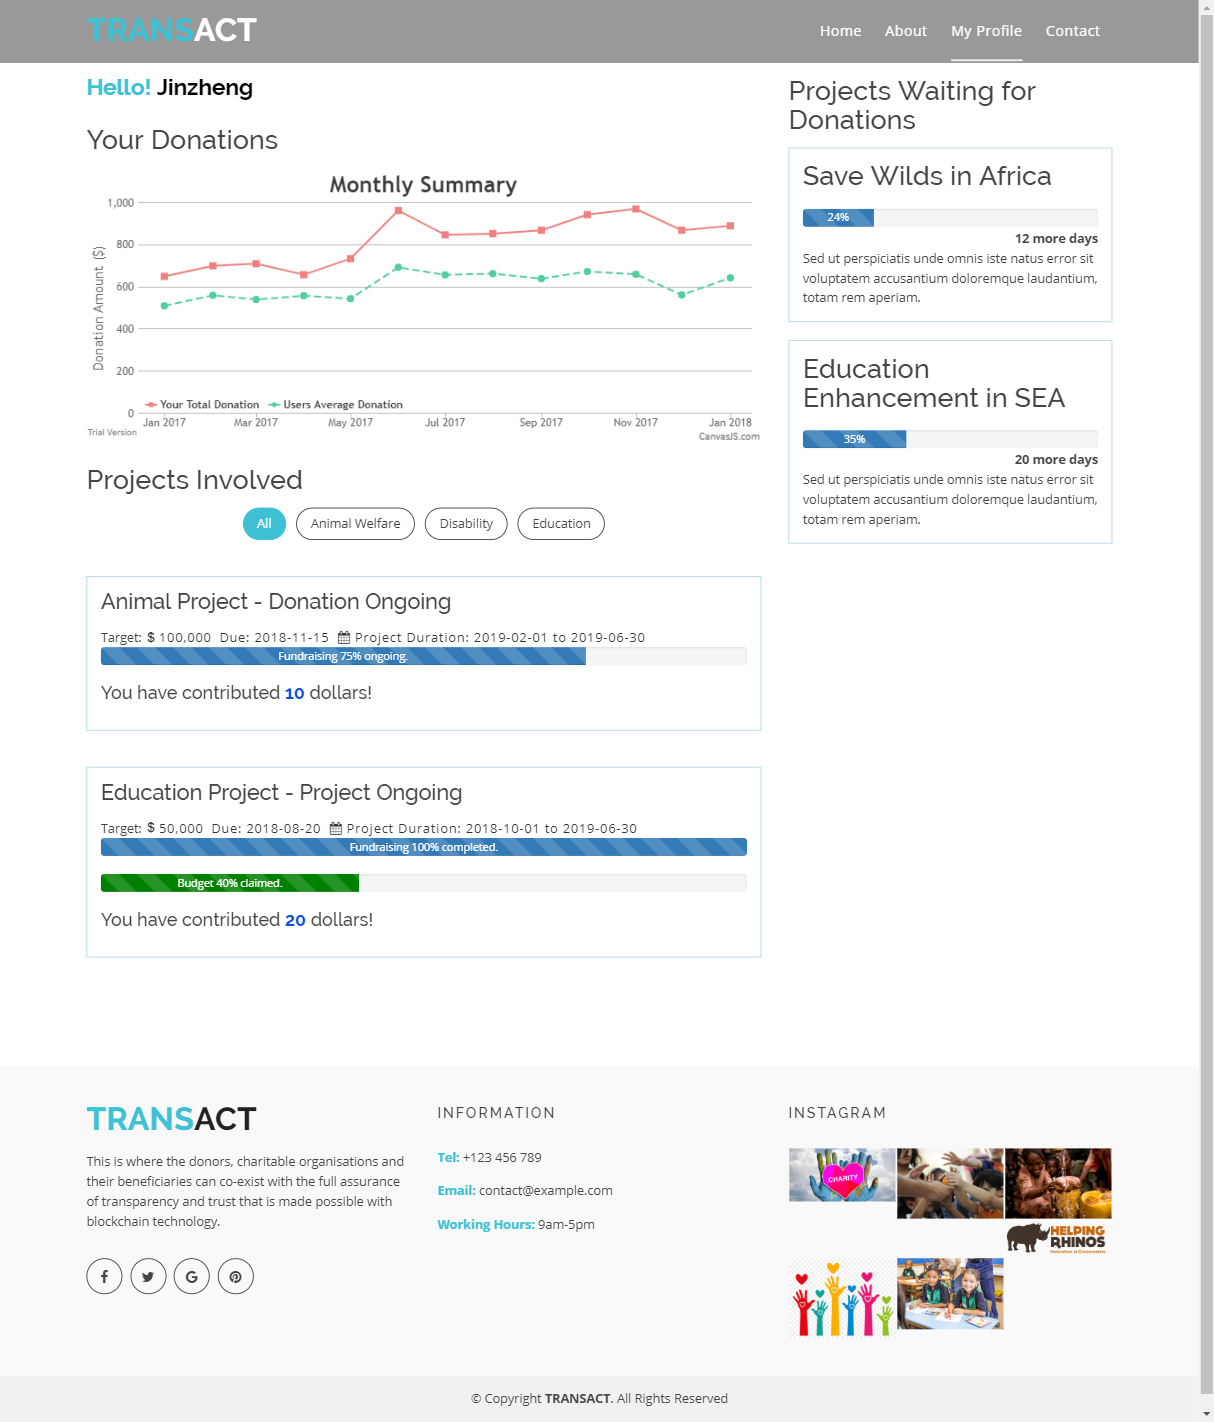 TRANSACT
Home About My Profile Contact
Hello! Jinzheng
Your Donations
Monthly Summary
Donation Amount ($)
1,000
800
600
400
200
0
Your Total Donation Users Average Donation
Jan 2017 Mar 2017 May 2017 Jul 2017 Sep 2017 Nov 2017 Jan 2018
Trial Version
CanvasJS.com
Projects Involved
All Animal Welfare Disability Education
Animal Project - Donation Ongoing
Target: $ 100,000 Due: 2018-11-15 Project Duration: 2019-02-01 to 2019-06-30
Fundraising 75% ongoing.
You have contributed 10 dollars!
Education Project - Project Ongoing
Target: $ 50,000 Due: 2018-08-20 Project Duration: 2018-10-01 to 2019-06-30
Fundraising 100% completed.
Budget 40% claimed.
You have contributed 20 dollars!
Projects Waiting for
Donations
Save Wilds in Africa
24%
12 more days
Sed ut perspiciatis unde omnis iste natus error sit
voluptatem accusantium doloremque laudantium,
totam rem aperiam.
Education
Enhancement in SEA
35%
20 more days
Sed ut perspiciatis unde omnis iste natus error sit
voluptatem accusantium doloremque laudantium,
totam rem aperiam.
TRANSACT
This is where the donors, charitable organisations and
their beneficiaries can co-exist with the full assurance
of transparency and trust that is made possible with
blockchain technology.
INFORMATION
Tel: +123 456 789
Email: contact@example.com
Working Hours: 9am-5pm
INSTAGRAM
CHARITY
HELPING
RHINOS
Innovation in Conservation
© Copyright TRANSACT. All Rights Reserved